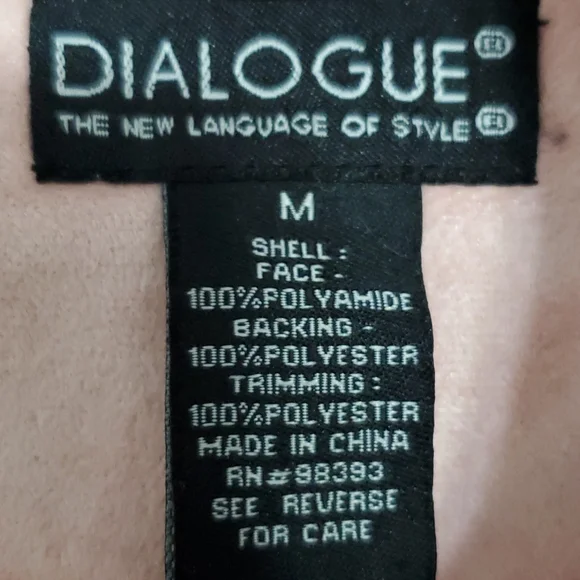 DIALOGUE®
THE NEW LANGUAGE OF STYLE®
M
SHELL:
FACE -
100%POLYAMIDE
BACKING -
100%POLYESTER
TRIMMING:
100%POLYESTER
MADE IN CHINA
RN#98393
SEE REVERSE
FOR CARE